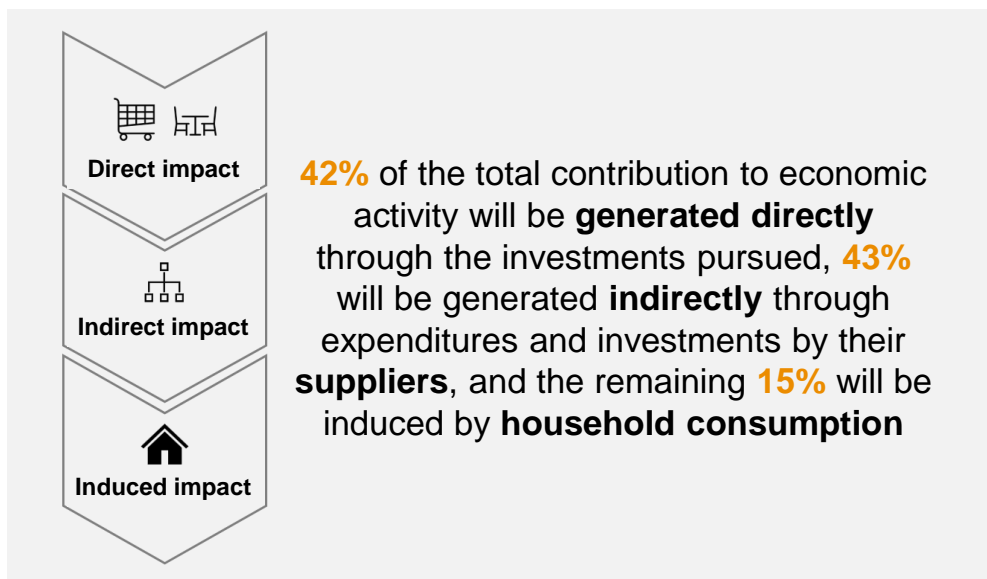 Direct impact
Indirect impact
Induced impact
42% of the total contribution to economic
activity will be generated directly
through the investments pursued, 43%
will be generated indirectly through
expenditures and investments by their
suppliers, and the remaining 15% will be
induced by household consumption